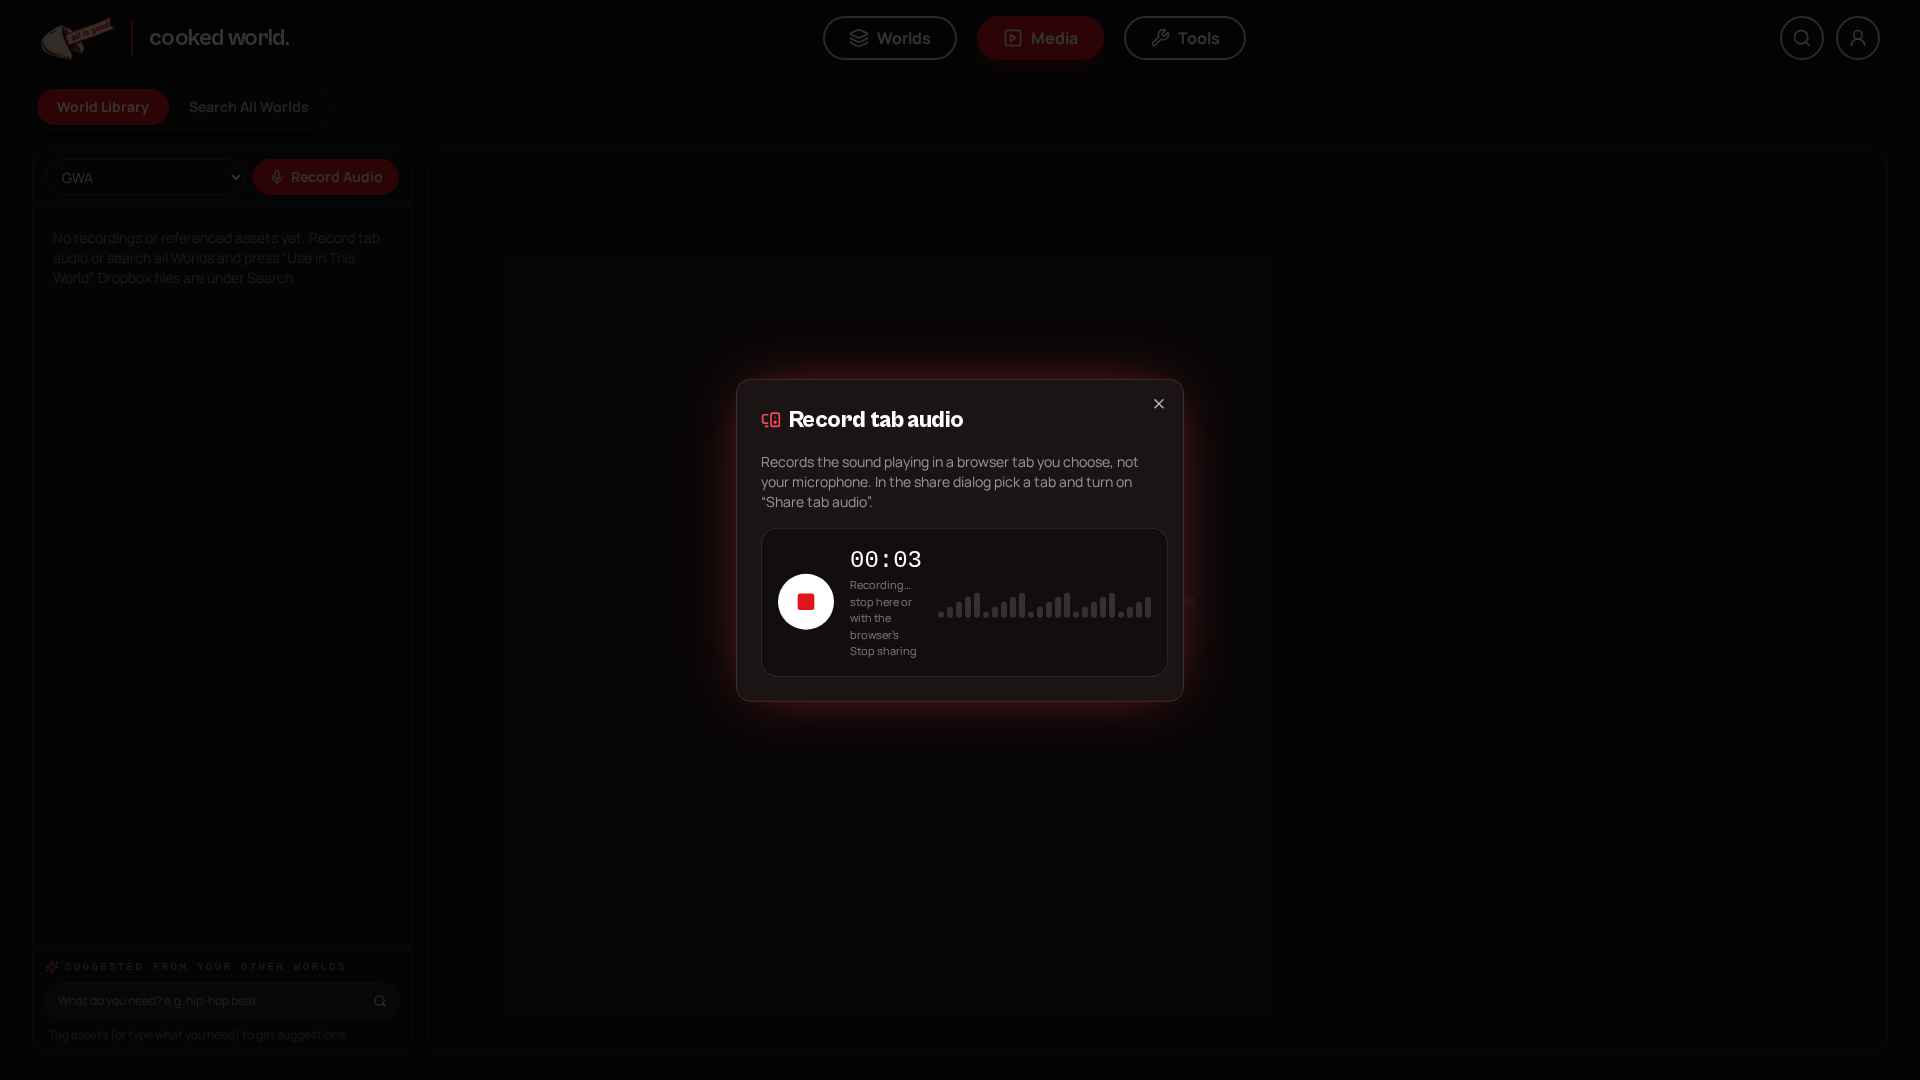 cooked world.
Worlds
Media
Tools
World Library
Search All Worlds
GWA
Record Audio
No recordings or referenced assets yet. Record tab
audio or search all Worlds and press “Use in This
World”. Dropbox files are under Search.
Record tab audio
Records the sound playing in a browser tab you choose, not
your microphone. In the share dialog pick a tab and turn on
“Share tab audio”.
00:03
Recording…
stop here or
with the
browser's
Stop sharing
SUGGESTED FROM YOUR OTHER WORLDS
What do you need? e.g. hip-hop beat
Tag assets (or type what you need) to get suggestions.